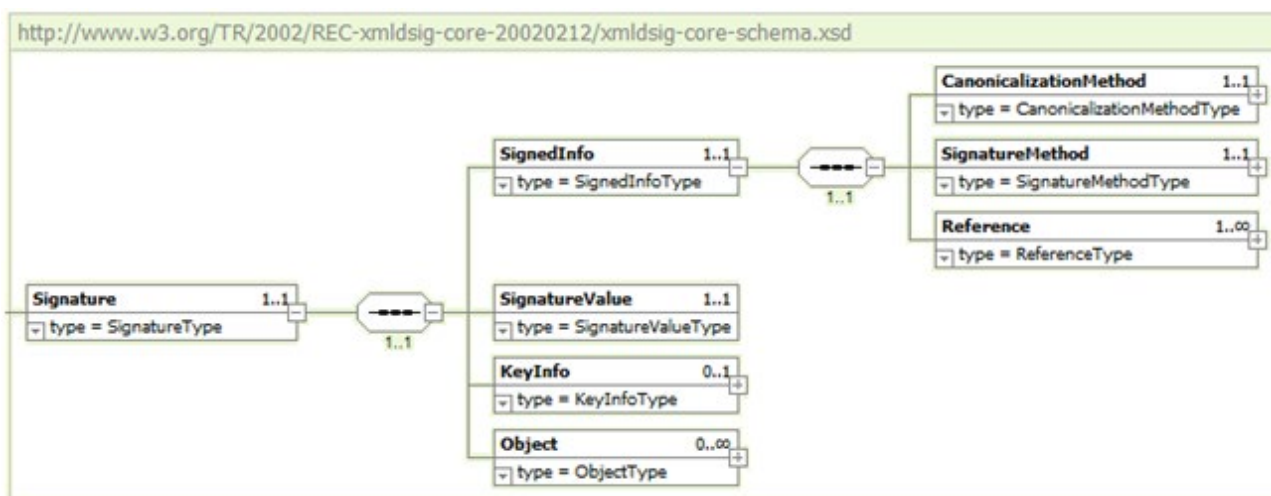 http://www.w3.org/TR/2002/REC-xmldsig-core-20020212/xmldsig-core-schema.xsd
CanonicalizationMethod 1..1
type = CanonicalizationMethodType
SignedInfo 1..1
type = SignedInfoType
1..1
SignatureMethod 1..1
type = SignatureMethodType
Reference 1..∞
type = ReferenceType
Signature 1..1
type = SignatureType
1..1
SignatureValue 1..1
type = SignatureValueType
KeyInfo 0..1
type = KeyInfoType
Object 0..∞
type = ObjectType